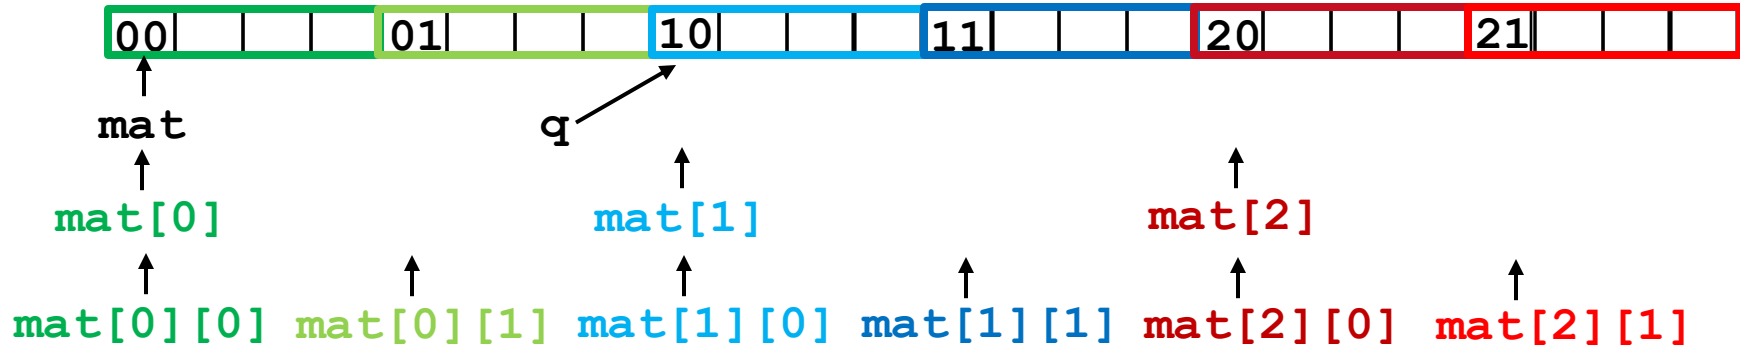 00 01 10 11 20 21
mat q
mat[0] mat[1] mat[2]
mat[0][0] mat[0][1] mat[1][0] mat[1][1] mat[2][0] mat[2][1]